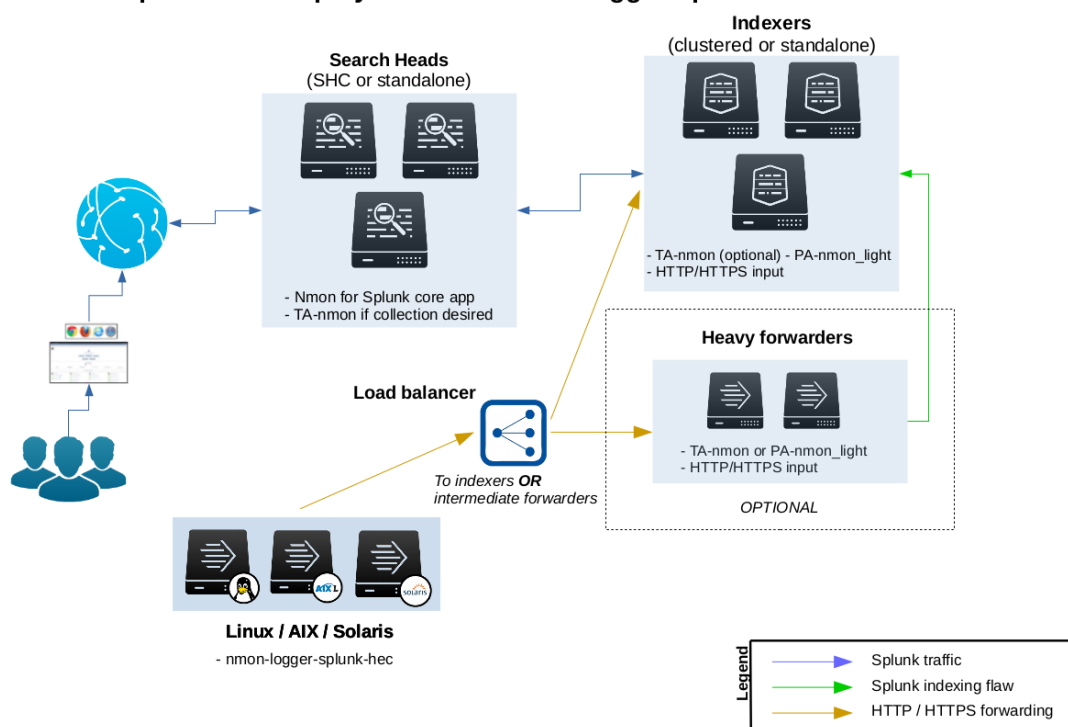 Indexers
(clustered or standalone)
Search Heads
(SHC or standalone)
- TA-nmon (optional) - PA-nmon_light
- HTTP/HTTPS input
- Nmon for Splunk core app
- TA-nmon if collection desired
Heavy forwarders
Load balancer
- TA-nmon or PA-nmon_light
- HTTP/HTTPS input
To indexers OR
intermediate forwarders
OPTIONAL
AIX L
solaris
Linux / AIX / Solaris
- nmon-logger-splunk-hec
Legend
Splunk traffic
Splunk indexing flaw
HTTP / HTTPS forwarding